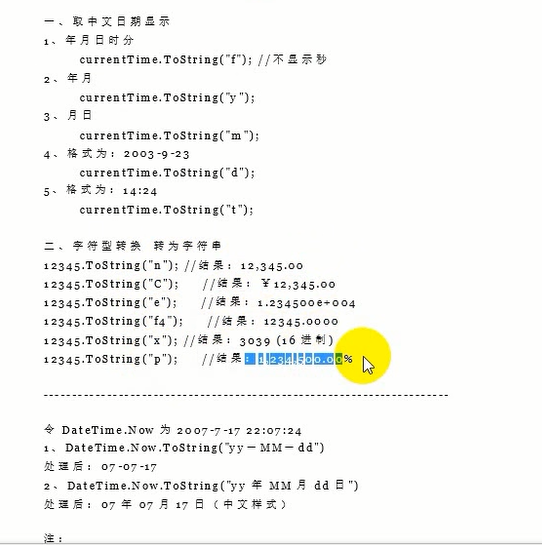 一、取中文日期显示
1、年月日时分
currentTime.ToString("f"); //不显示秒
2、年月
currentTime.ToString("y");
3、月日
currentTime.ToString("m");
4、格式为：2003-9-23
currentTime.ToString("d");
5、格式为：14:24
currentTime.ToString("t");
二、字符型转换 转为字符串
12345.ToString("n"); //结果：12,345.00
12345.ToString("C"); //结果：￥12,345.00
12345.ToString("e"); //结果：1.234500e+004
12345.ToString("f4"); //结果：12345.0000
12345.ToString("x"); //结果：3039 (16 进制)
12345.ToString("p"); //结果：1,234,500.00%
--------------------------------------------------------------------
令 DateTime.Now 为 2007-7-17 22:07:24
1、DateTime.Now.ToString("yy－MM－dd")
处理后：07-07-17
2、DateTime.Now.ToString("yy 年 MM 月 dd 日")
处理后：07 年 07 月 17 日（中文样式）
注：